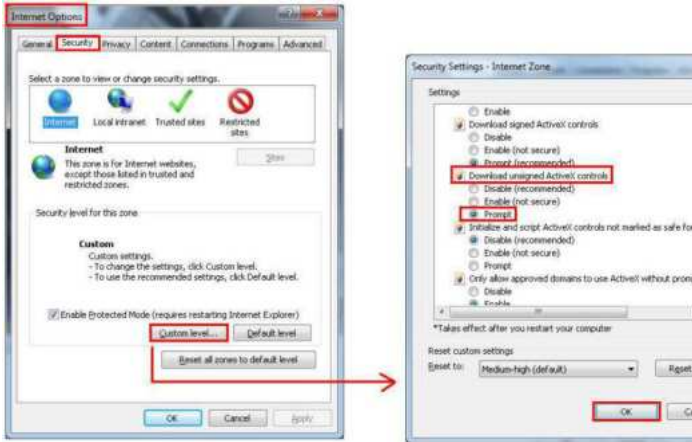 Internet Options
General Security Privacy Content Connections Programs Advanced
Select a zone to view or change security settings.
Internet Local intranet Trusted sites Restricted sites
Internet
This zone is for Internet websites,
except those listed in trusted and
restricted zones.
Sites
Security level for this zone
Custom
Custom settings.
- To change the settings, click Custom level.
- To use the recommended settings, click Default level.
Enable Protected Mode (requires restarting Internet Explorer)
Custom level... Default level
Reset all zones to default level
OK Cancel Apply
Security Settings - Internet Zone
Settings
Enable
Download signed ActiveX controls
Disable
Enable (not secure)
Prompt (recommended)
Download unsigned ActiveX controls
Disable (recommended)
Enable (not secure)
Prompt
Initialize and script ActiveX controls not marked as safe for
Disable (recommended)
Enable (not secure)
Prompt
Only allow approved domains to use ActiveX without prom
Disable
Enable
*Takes effect after you restart your computer
Reset custom settings
Reset to: Medium-high (default) Reset
OK Ca